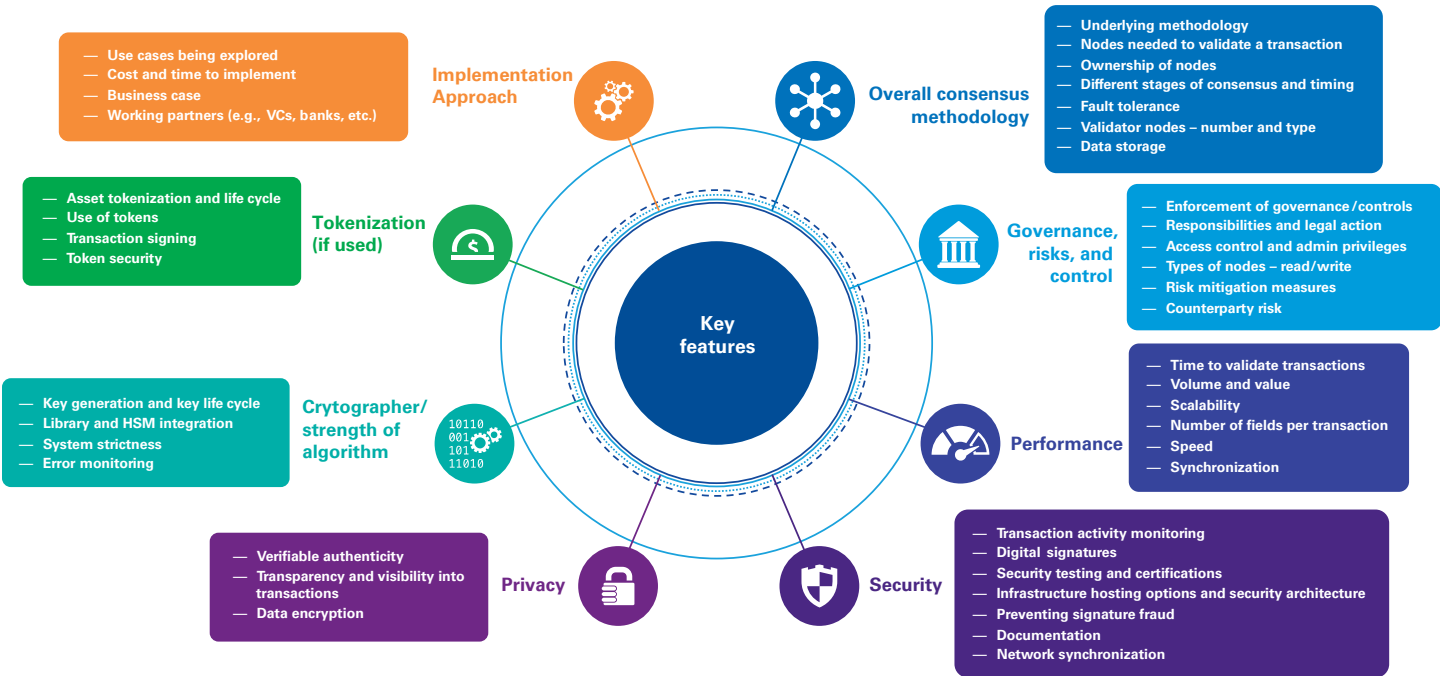 Key
features
Implementation
Approach
— Use cases being explored
— Cost and time to implement
— Business case
— Working partners (e.g., VCs, banks, etc.)
Overall consensus
methodology
— Underlying methodology
— Nodes needed to validate a transaction
— Ownership of nodes
— Different stages of consensus and timing
— Fault tolerance
— Validator nodes – number and type
— Data storage
Tokenization
(if used)
— Asset tokenization and life cycle
— Use of tokens
— Transaction signing
— Token security
$
Governance,
risks, and
control
— Enforcement of governance/controls
— Responsibilities and legal action
— Access control and admin privileges
— Types of nodes – read/write
— Risk mitigation measures
— Counterparty risk
Crytographer/
strength of
algorithm
— Key generation and key life cycle
— Library and HSM integration
— System strictness
— Error monitoring
10110
001
101
11010
Performance
— Time to validate transactions
— Volume and value
— Scalability
— Number of fields per transaction
— Speed
— Synchronization
Privacy
— Verifiable authenticity
— Transparency and visibility into
transactions
— Data encryption
Security
— Transaction activity monitoring
— Digital signatures
— Security testing and certifications
— Infrastructure hosting options and security architecture
— Preventing signature fraud
— Documentation
— Network synchronization